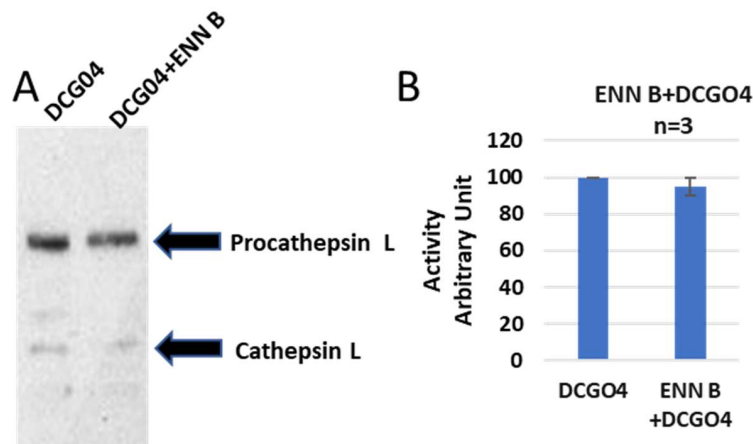 A
DCG04
DCG04+ENN B
Procathepsin L
Cathepsin L
B
ENN B+DCGO4
n=3
Activity
Arbitrary Unit
120
100
80
60
40
20
0
DCGO4
ENN B
+DCGO4